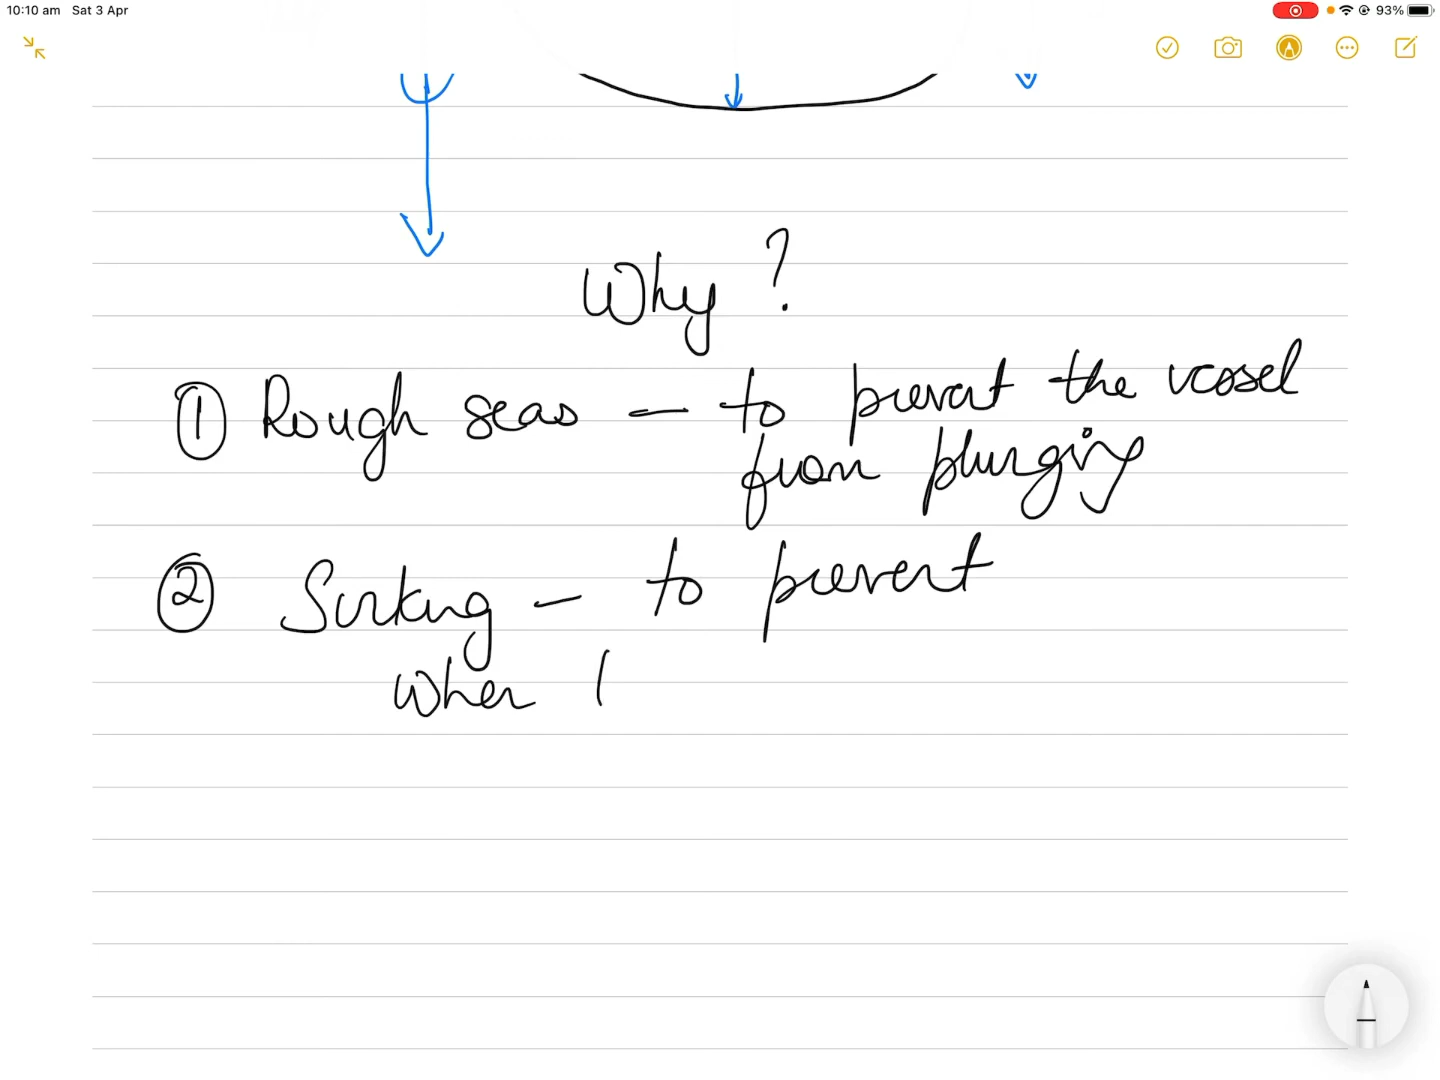 10:10 am Sat 3 Apr
93%
Why?
① Rough seas – to prevent the vessel
from plunging
② Sinking – to prevent
when